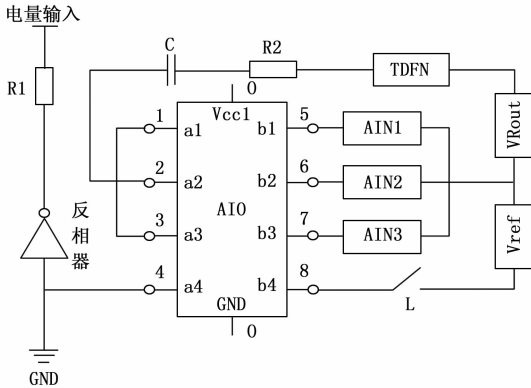 电量输入
C
R2
TDFN
R1
0
VRout
1
Vcc1
5
a1
b1
AIN1
2
6
a2
b2
AIN2
AIO
反相器
3
7
a3
b3
AIN3
Vref
4
8
a4
b4
GND
L
0
GND